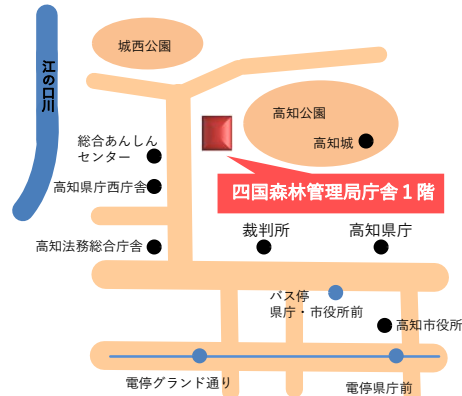 城西公園
江の口川
高知公園
高知城
総合あんしん
センター
高知県庁西庁舎
四国森林管理局庁舎１階
裁判所
高知県庁
高知法務総合庁舎
バス停
県庁・市役所前
高知市役所
電停グランド通り
電停県庁前